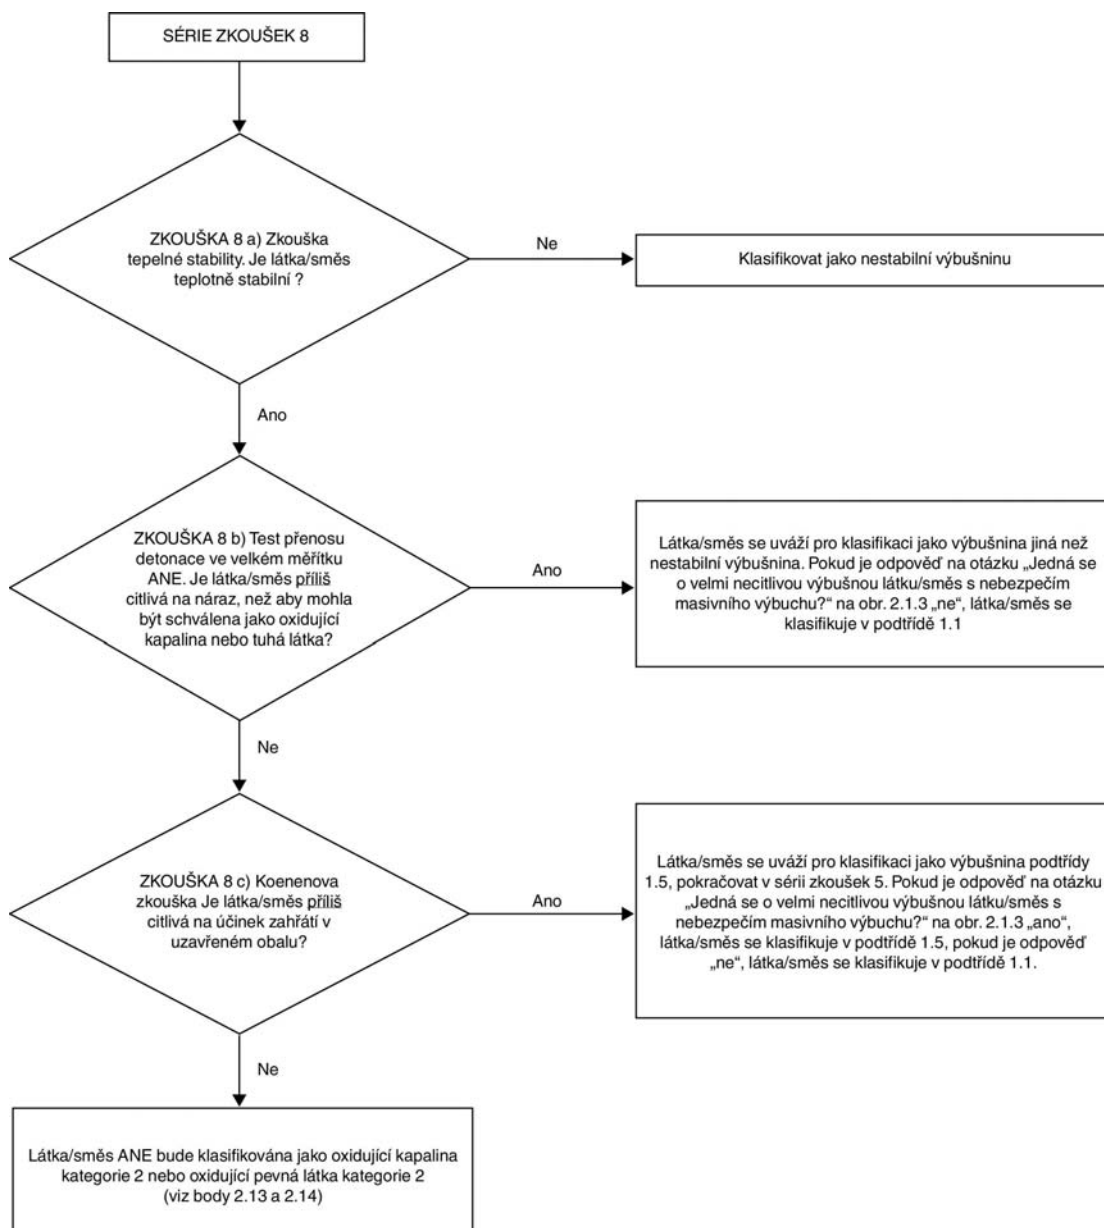 SÉRIE ZKOUŠEK 8
ZKOUŠKA 8 a) Zkouška
tepelné stability. Je látka/směs
teplotně stabilní ?
Ne
Klasifikovat jako nestabilní výbušninu
Ano
ZKOUŠKA 8 b) Test přenosu
detonace ve velkém měřítku
ANE. Je látka/směs příliš
citlivá na náraz, než aby mohla
být schválena jako oxidující
kapalina nebo tuhá látka?
Ano
Látka/směs se uváží pro klasifikaci jako výbušnina jiná než
nestabilní výbušnina. Pokud je odpověď na otázku „Jedná se
o velmi necitlivou výbušnou látku/směs s nebezpečím
masivního výbuchu?“ na obr. 2.1.3 „ne“, látka/směs se
klasifikuje v podtřídě 1.1
Ne
ZKOUŠKA 8 c) Koenenova
zkouška Je látka/směs příliš
citlivá na účinek zahřátí v
uzavřeném obalu?
Ano
Látka/směs se uváží pro klasifikaci jako výbušnina podtřídy
1.5, pokračovat v sérii zkoušek 5. Pokud je odpověď na otázku
„Jedná se o velmi necitlivou výbušnou látku/směs s
nebezpečím masivního výbuchu?“ na obr. 2.1.3 „ano“,
látka/směs se klasifikuje v podtřídě 1.5, pokud je odpověď
„ne“, látka/směs se klasifikuje v podtřídě 1.1.
Ne
Látka/směs ANE bude klasifikována jako oxidující kapalina
kategorie 2 nebo oxidující pevná látka kategorie 2
(viz body 2.13 a 2.14)